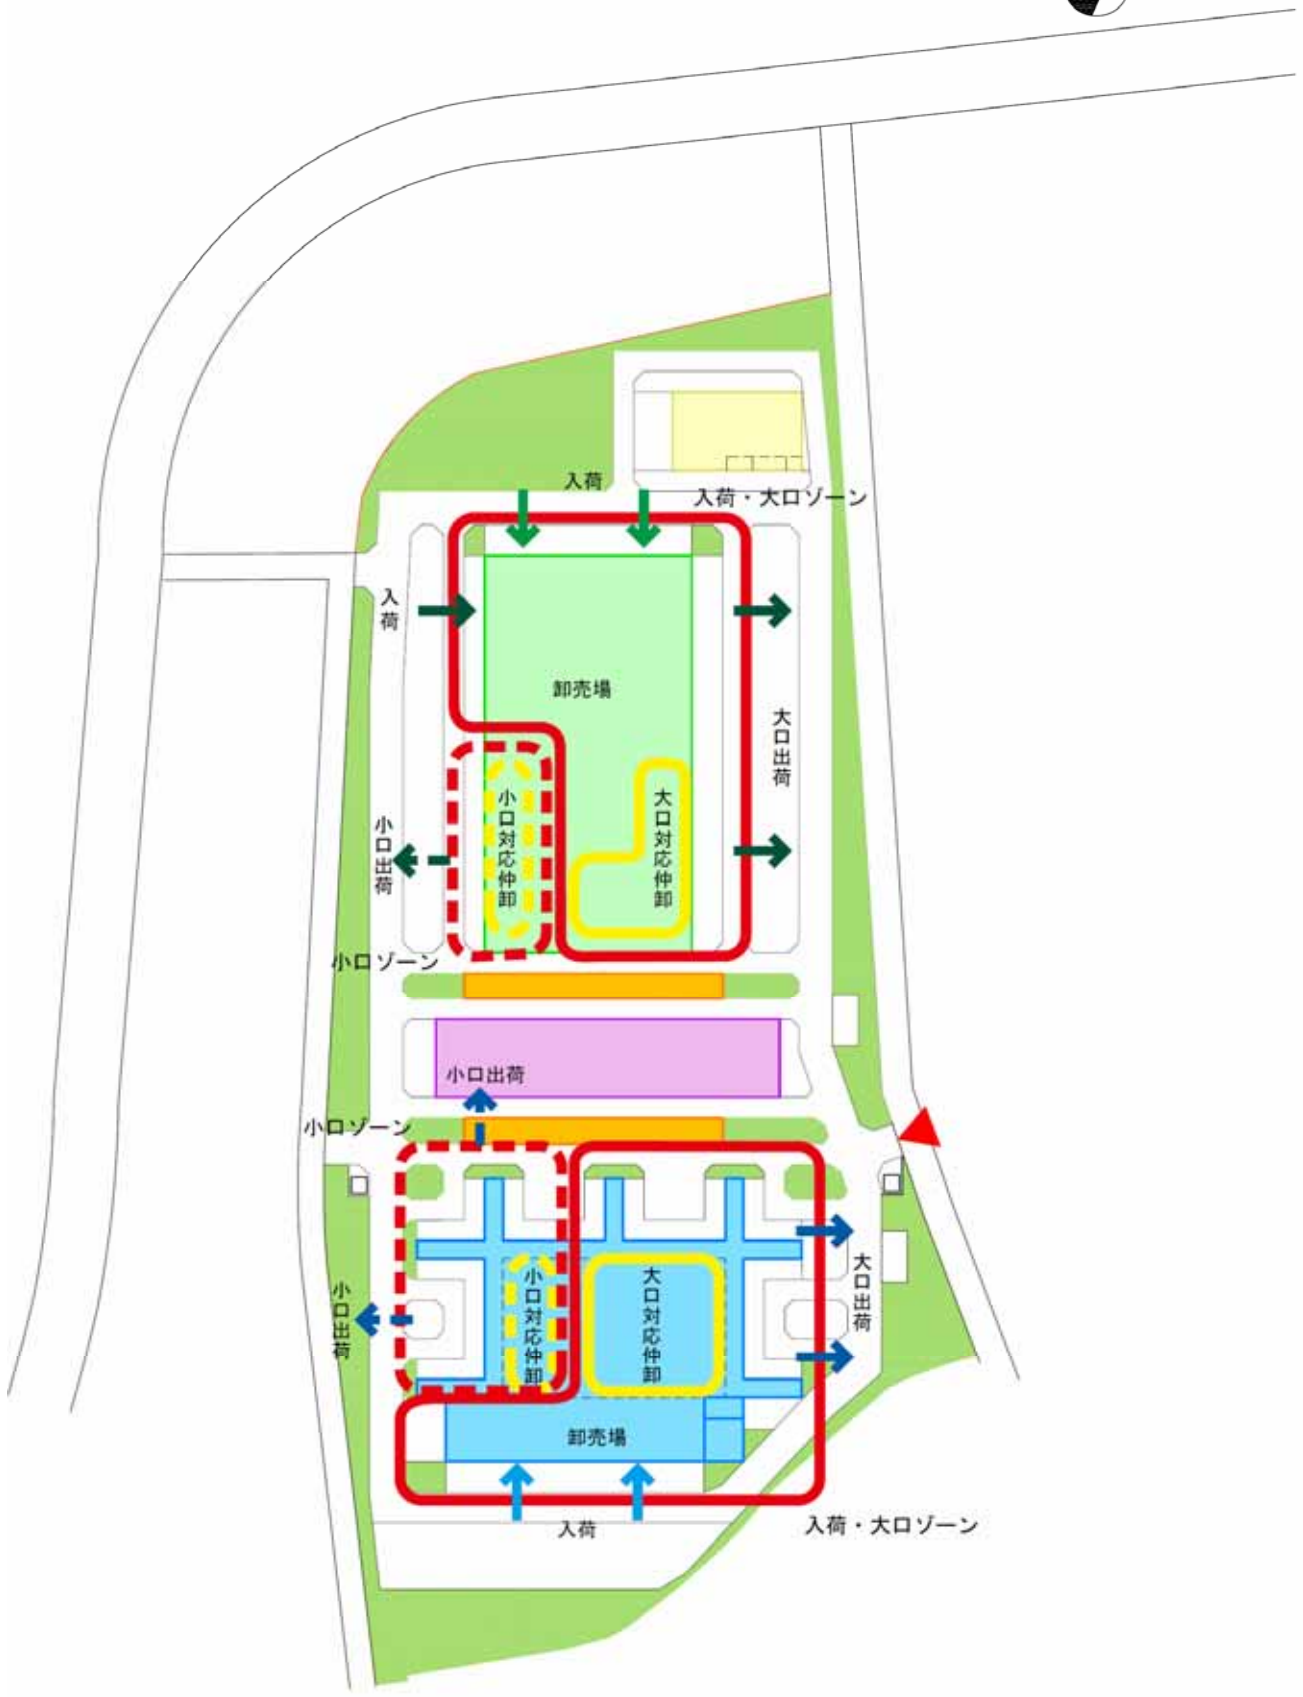 入荷
入荷・大口ゾーン
入荷
卸売場
大口出荷
小口対応仲卸
大口対応仲卸
小口出荷
小口ゾーン
小口出荷
小口ゾーン
大口出荷
小口対応仲卸
大口対応仲卸
小口出荷
卸売場
入荷
入荷・大口ゾーン